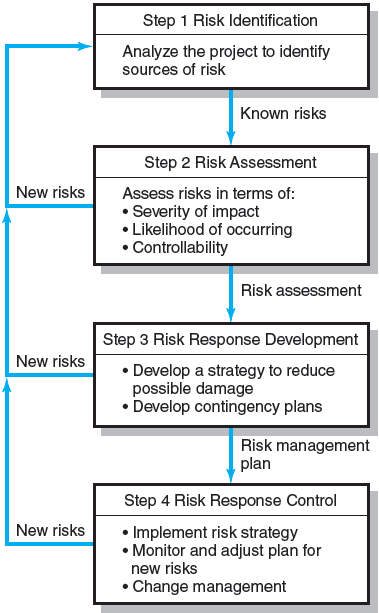 Step 1 Risk Identification
Analyze the project to identify
sources of risk
Known risks
Step 2 Risk Assessment
New risks
Assess risks in terms of:
• Severity of impact
• Likelihood of occurring
• Controllability
Risk assessment
Step 3 Risk Response Development
New risks
• Develop a strategy to reduce
possible damage
• Develop contingency plans
Risk management
plan
Step 4 Risk Response Control
New risks
• Implement risk strategy
• Monitor and adjust plan for
new risks
• Change management